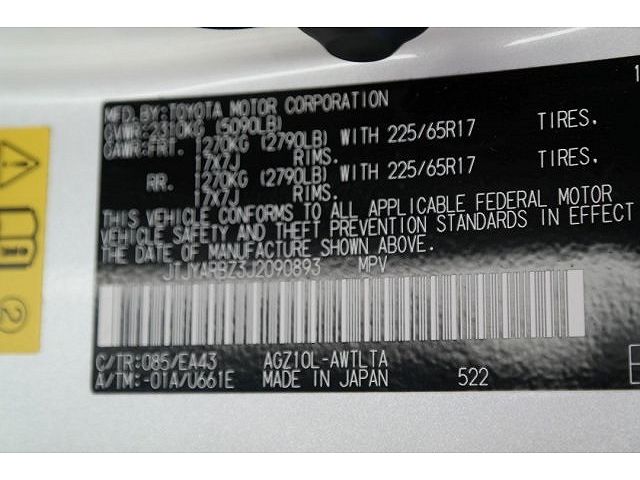 MFD. BY:TOYOTA MOTOR CORPORATION
GVWR:2310KG (5090LB)
GAWR:FRT. 1270KG (2790LB) WITH 225/65R17 TIRES.
17X7J RIMS.
RR. 1270KG (2790LB) WITH 225/65R17 TIRES.
17X7J RIMS.
THIS VEHICLE CONFORMS TO ALL APPLICABLE FEDERAL MOTOR
VEHICLE SAFETY AND THEFT PREVENTION STANDARDS IN EFFECT
THE DATE OF MANUFACTURE SHOWN ABOVE.
JTJYARBZ3J2090893 MPV
C/TR:085/EA43 AGZ10L-AWTLTA
A/TM:-01A/U661E MADE IN JAPAN 522
2